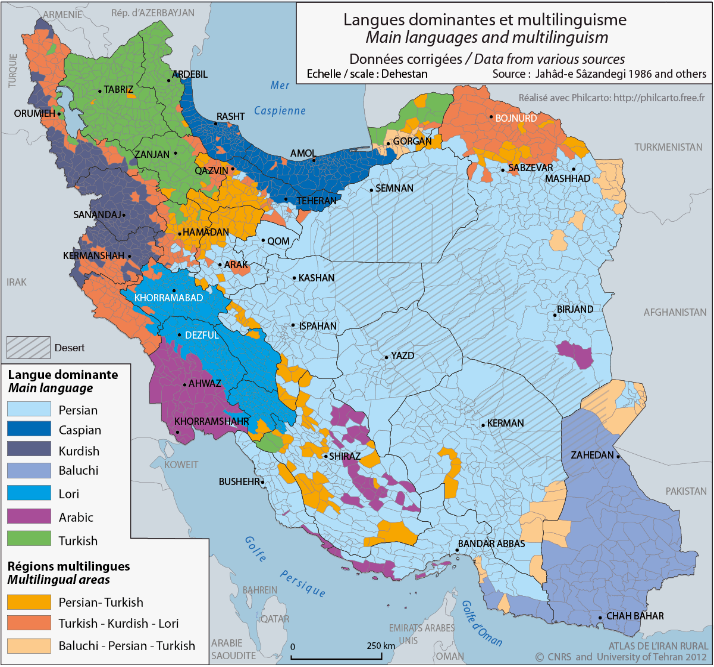 Langues dominantes et multilinguisme
Main languages and multilinguism
Données corrigées / Data from various sources
Echelle / scale : Dehestan
Source : Jahâd-e Sâzandegi 1986 and others
Réalisé avec Philcarto: http://philcarto.free.fr
ARMENIE
Rép. d'AZERBAYJAN
TURQUIE
Mer
Caspienne
TURKMENISTAN
ARDEBIL
TABRIZ
ORUMIEH
RASHT
BOJNURD
GORGAN
ZANJAN
AMOL
QAZVIN
SABZEVAR
MASHHAD
SEMNAN
TEHERAN
SANANDAJ
HAMADAN
QOM
KERMANSHAH
ARAK
KASHAN
IRAK
KHORRAMABAD
BIRJAND
AFGHANISTAN
ISPAHAN
DEZFUL
YAZD
Desert
AHWAZ
KHORRAMSHAHR
KERMAN
ZAHEDAN
SHIRAZ
KOWEIT
BUSHEHR
PAKISTAN
BANDAR ABBAS
Golfe
Persique
BAHREIN
QATAR
Golfe d'Oman
CHAH BAHAR
EMIRATS ARABES
UNIS
ARABIE
SAOUDITE
OMAN
0
250 km
Langue dominante
Main language
Persian
Caspian
Kurdish
Baluchi
Lori
Arabic
Turkish
Régions multilingues
Multilingual areas
Persian- Turkish
Turkish - Kurdish - Lori
Baluchi - Persian - Turkish
ATLAS DE L'IRAN RURAL
© CNRS and University of Tehran 2012